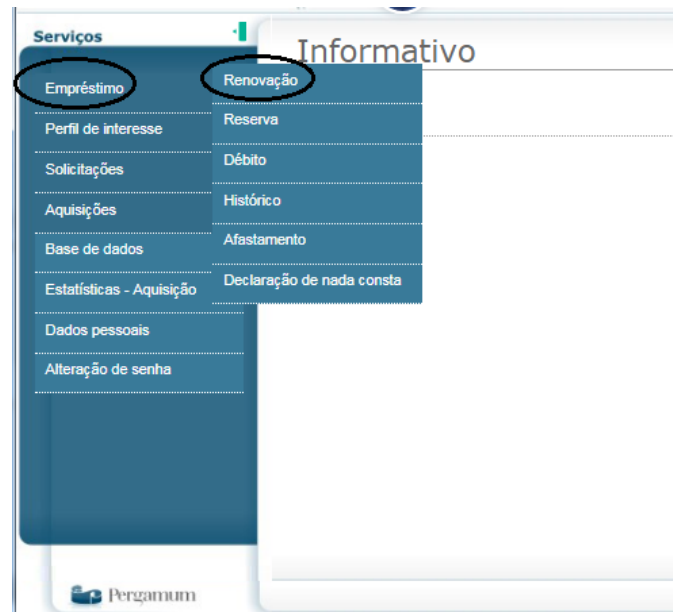 Serviços
Informativo
Empréstimo
Renovação
Perfil de interesse
Reserva
Solicitações
Débito
Aquisições
Histórico
Base de dados
Afastamento
Estatísticas - Aquisição
Declaração de nada consta
Dados pessoais
Alteração de senha
Pergamum